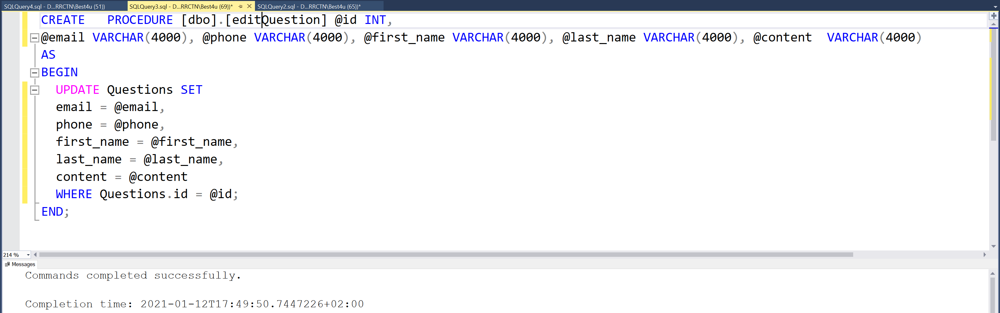 SQLQuery4.sql - D...RRCTN\Best4u (51)) SQLQuery3.sql - D...RRCTN\Best4u (69))* SQLQuery2.sql - D...RRCTN\Best4u (65))*
CREATE   PROCEDURE [dbo].[editQuestion] @id INT,
@email VARCHAR(4000), @phone VARCHAR(4000), @first_name VARCHAR(4000), @last_name VARCHAR(4000), @content  VARCHAR(4000)
AS
BEGIN
  UPDATE Questions SET
  email = @email,
  phone = @phone,
  first_name = @first_name,
  last_name = @last_name,
  content = @content
  WHERE Questions.id = @id;
END;
214 %
Messages
Commands completed successfully.
Completion time: 2021-01-12T17:49:50.7447226+02:00